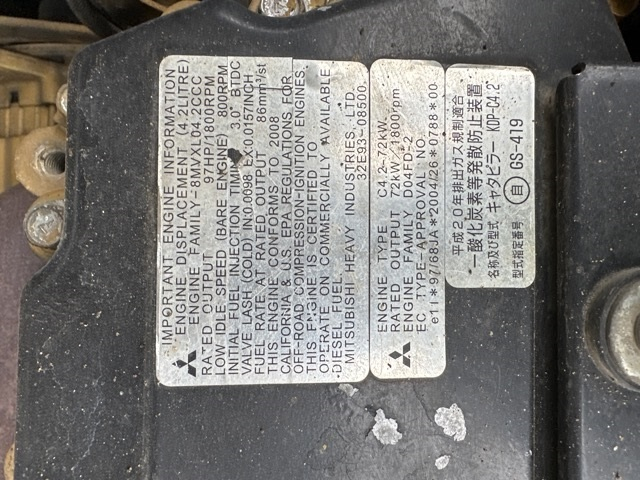 IMPORTANT ENGINE INFORMATION
ENGINE DISPLACEMENT (4.2LITRE)
ENGINE FAMILY-8MVXL04.2CCC
RATED OUTPUT 97HP/1800RPM
LOW IDLE SPEED (BARE ENGINE) 800RPM
INITIAL FUEL INJECTION TIMING 3.0° BTDC
VALVE LASH (COLD) IN:0.0098 EX:0.0157INCH
FUEL RATE AT RATED OUTPUT 86mm³/st
THIS ENGINE CONFORMS TO 2008
CALIFORNIA & U.S. EPA REGULATIONS FOR
OFF-ROAD COMPRESSION-IGNITION ENGINES.
THIS ENGINE IS CERTIFIED TO
OPERATE ON COMMERCIALLY AVAILABLE
DIESEL FUEL.
MITSUBISHI HEAVY INDUSTRIES, LTD.
32E93-08500
ENGINE TYPE C4.2-72kW
RATED OUTPUT 72kW/1800rpm
ENGINE FAMILY D04FD-2
EC TYPE-APPROVAL NO.
e11*97/68JA*2004/26*0788*00
平成20年排出ガス規制適合
一酸化炭素等発散防止装置
名称及び型式 キャタピラー KDP-C4.2
型式指定番号 自 GS-419